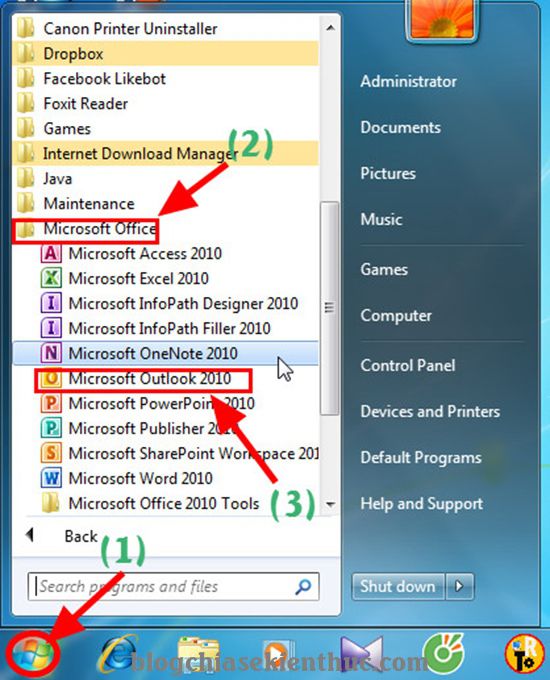 Canon Printer Uninstaller
Dropbox
Facebook Likebot
Foxit Reader
Games
Internet Download Manager
(2)
Java
Maintenance
Microsoft Office
Microsoft Access 2010
Microsoft Excel 2010
Microsoft InfoPath Designer 2010
Microsoft InfoPath Filler 2010
Microsoft OneNote 2010
Microsoft Outlook 2010
Microsoft PowerPoint 2010
Microsoft Publisher 2010
Microsoft SharePoint Workspace 201
Microsoft Word 2010
Microsoft Office 2010 Tools
(3)
Back
(1)
Search programs and files
Administrator
Documents
Pictures
Music
Games
Computer
Control Panel
Devices and Printers
Default Programs
Help and Support
Shut down
blogchiasekienthuc.com